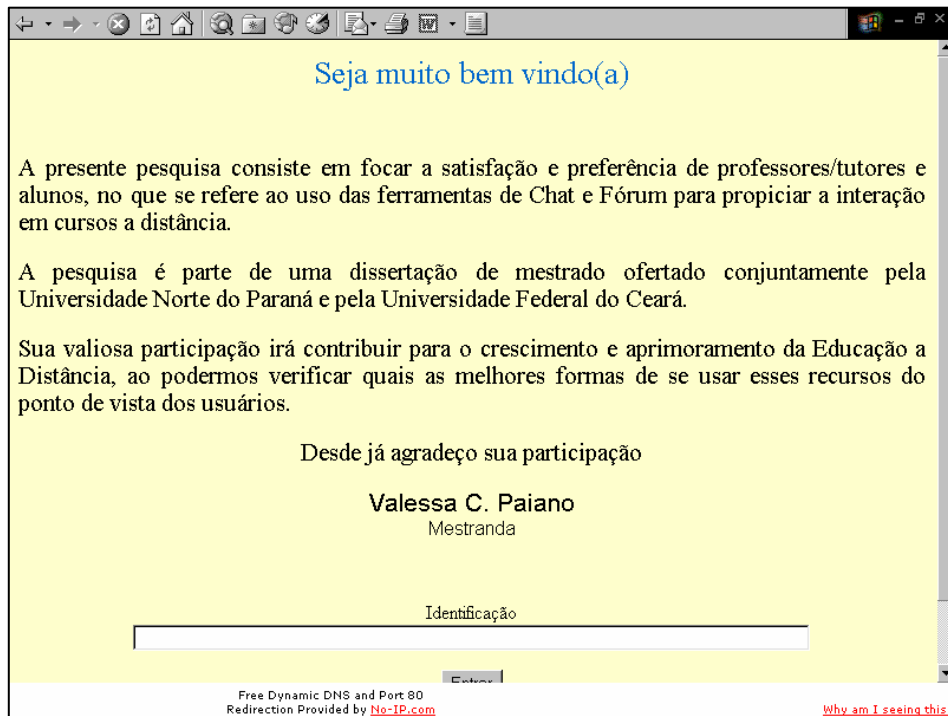 Seja muito bem vindo(a)
A presente pesquisa consiste em focar a satisfação e preferência de professores/tutores e
alunos, no que se refere ao uso das ferramentas de Chat e Fórum para propiciar a interação
em cursos a distância.
A pesquisa é parte de uma dissertação de mestrado ofertado conjuntamente pela
Universidade Norte do Paraná e pela Universidade Federal do Ceará.
Sua valiosa participação irá contribuir para o crescimento e aprimoramento da Educação a
Distância, ao podermos verificar quais as melhores formas de se usar esses recursos do
ponto de vista dos usuários.
Desde já agradeço sua participação
Valessa C. Paiano
Mestranda
Identificação
Entrar
Free Dynamic DNS and Port 80
Redirection Provided by No-IP.com
Why am I seeing this